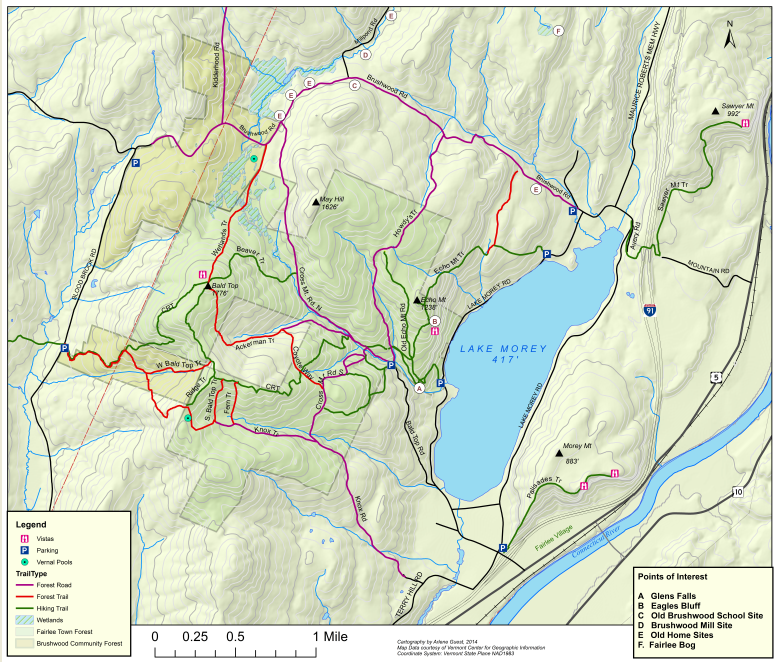 E
Millpond Rd
D
F
N
Kidderhood Rd
E
C
Brushwood Rd
E
E
Brushwood Rd
MAURICE ROBERTS MEM HWY
Sawyer Mt
992'
P
May Hill
1626'
Brushwood Rd
E
P
Sawyer Mt Tr
Howdy's Tr
Avery Rd
Beaver Tr
Echo Mt Tr
P
MOUNTAIN RD
BLOOD BROOK RD
Bald Top
1776'
Cross Mt Rd. N.
LAKE MOREY RD
CRT
Echo Mt
1238'
Old Echo Mt Rd
B
91
LAKE MOREY
417'
Ackerman Tr
P
W Bald Top Tr
P
Rd S
5
Ridge Tr
S. Bald Top Tr
Fern Tr
CRT
Cross
A
P
LAKE MOREY RD
Knox Tr
Bald Top Rd
Morey Mt
883'
Palisades Tr
10
Knox Rd
P
Fairlee Village
Connecticut River
TERRY HILL RD
Legend
Vistas
P Parking
Vernal Pools
TrailType
Forest Road
Forest Trail
Hiking Trail
Wetlands
Fairlee Town Forest
Brushwood Community Forest
Points of Interest
A Glens Falls
B Eagles Bluff
C Old Brushwood School Site
D Brushwood Mill Site
E Old Home Sites
F. Fairlee Bog
0 0.25 0.5 1 Mile
Cartography by Arlene Guest, 2014
Map Data courtesy of Vermont Center for Geographic Information
Coordinate System: Vermont State Plane NAD1983